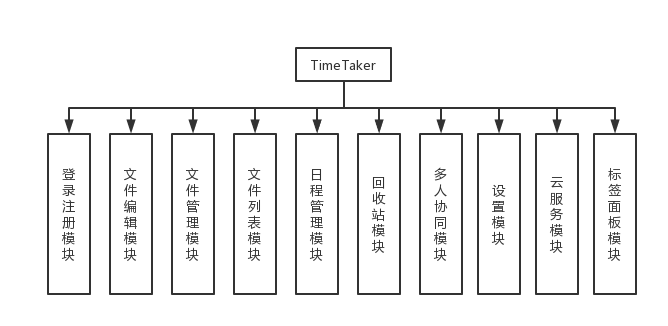 TimeTaker
登录注册模块
文件编辑模块
文件管理模块
文件列表模块
日程管理模块
回收站模块
多人协同模块
设置模块
云服务模块
标签面板模块